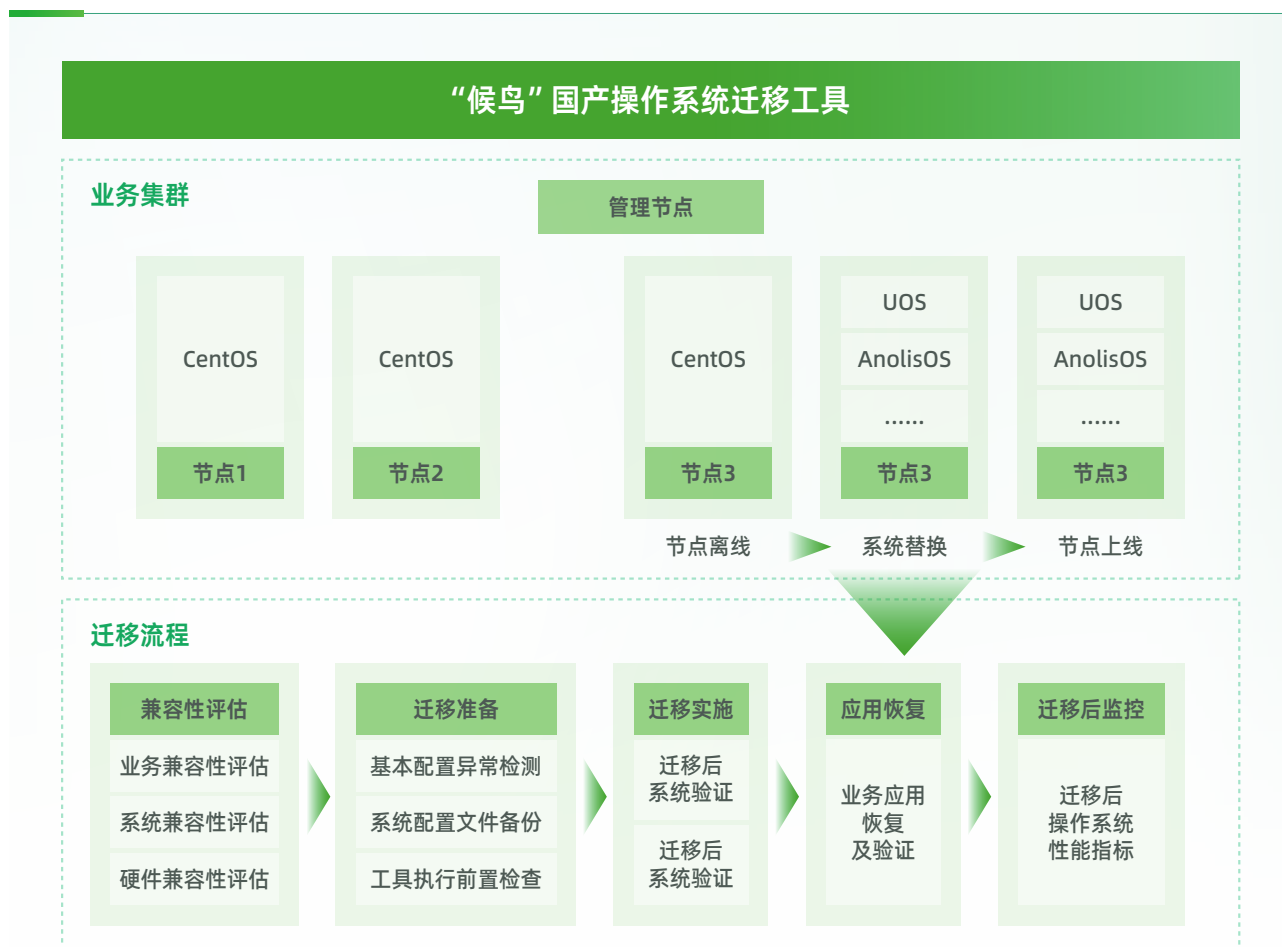 “候鸟”国产操作系统迁移工具
业务集群
管理节点
CentOS
节点1
CentOS
节点2
CentOS
节点3
UOS
AnolisOS
……
节点3
UOS
AnolisOS
……
节点3
节点离线
系统替换
节点上线
迁移流程
兼容性评估
业务兼容性评估
系统兼容性评估
硬件兼容性评估
迁移准备
基本配置异常检测
系统配置文件备份
工具执行前置检查
迁移实施
迁移后
系统验证
迁移后
系统验证
应用恢复
业务应用
恢复
及验证
迁移后监控
迁移后
操作系统
性能指标